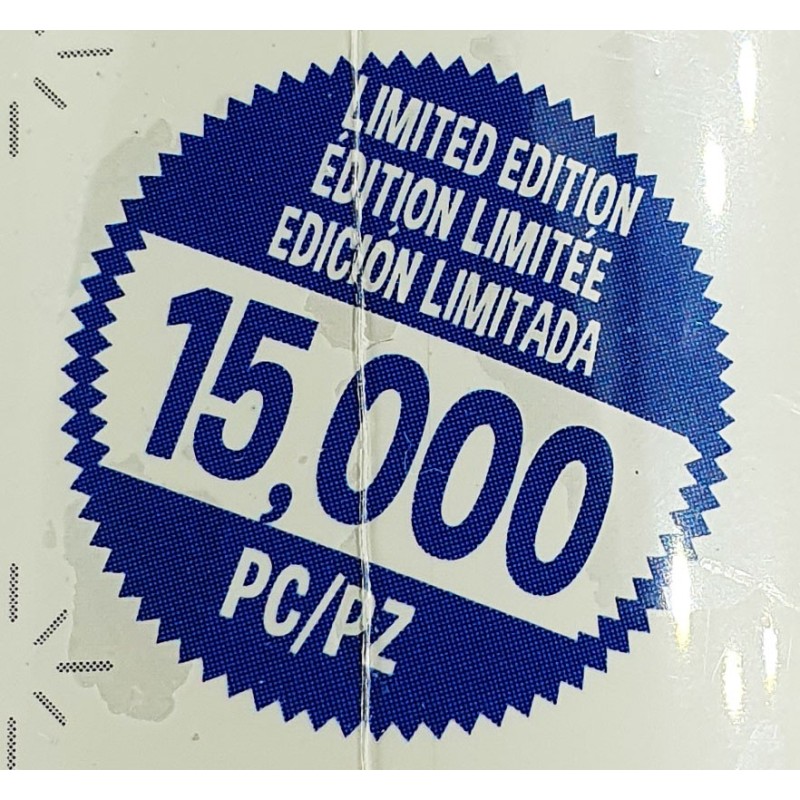 LIMITED EDITION
ÉDITION LIMITÉE
EDICIÓN LIMITADA
15,000
PC/PZ